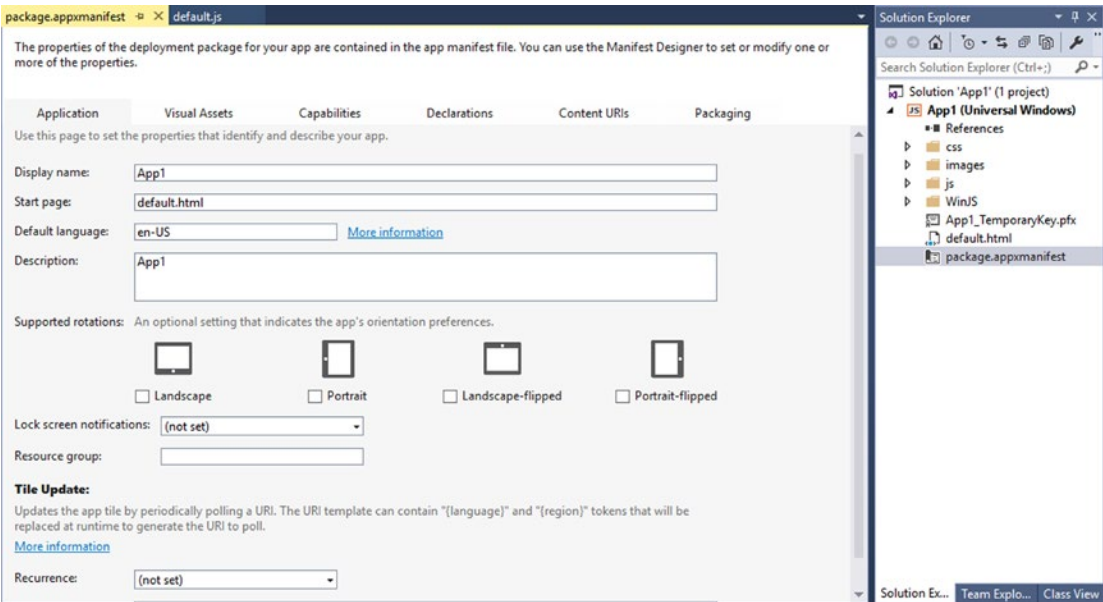 package.appxmanifest
default.js
The properties of the deployment package for your app are contained in the app manifest file. You can use the Manifest Designer to set or modify one or
more of the properties.
Application Visual Assets Capabilities Declarations Content URIs Packaging
Use this page to set the properties that identify and describe your app.
Display name: App1
Start page: default.html
Default language: en-US More information
Description: App1
Supported rotations: An optional setting that indicates the app's orientation preferences.
Landscape Portrait Landscape-flipped Portrait-flipped
Lock screen notifications: (not set)
Resource group:
Tile Update:
Updates the app tile by periodically polling a URI. The URI template can contain "{language}" and "{region}" tokens that will be
replaced at runtime to generate the URI to poll.
More information
Recurrence: (not set)
Solution Explorer
Search Solution Explorer (Ctrl+;)
Solution 'App1' (1 project)
JS App1 (Universal Windows)
References
css
images
js
WinJS
App1_TemporaryKey.pfx
default.html
package.appxmanifest
Solution Ex... Team Explo... Class View